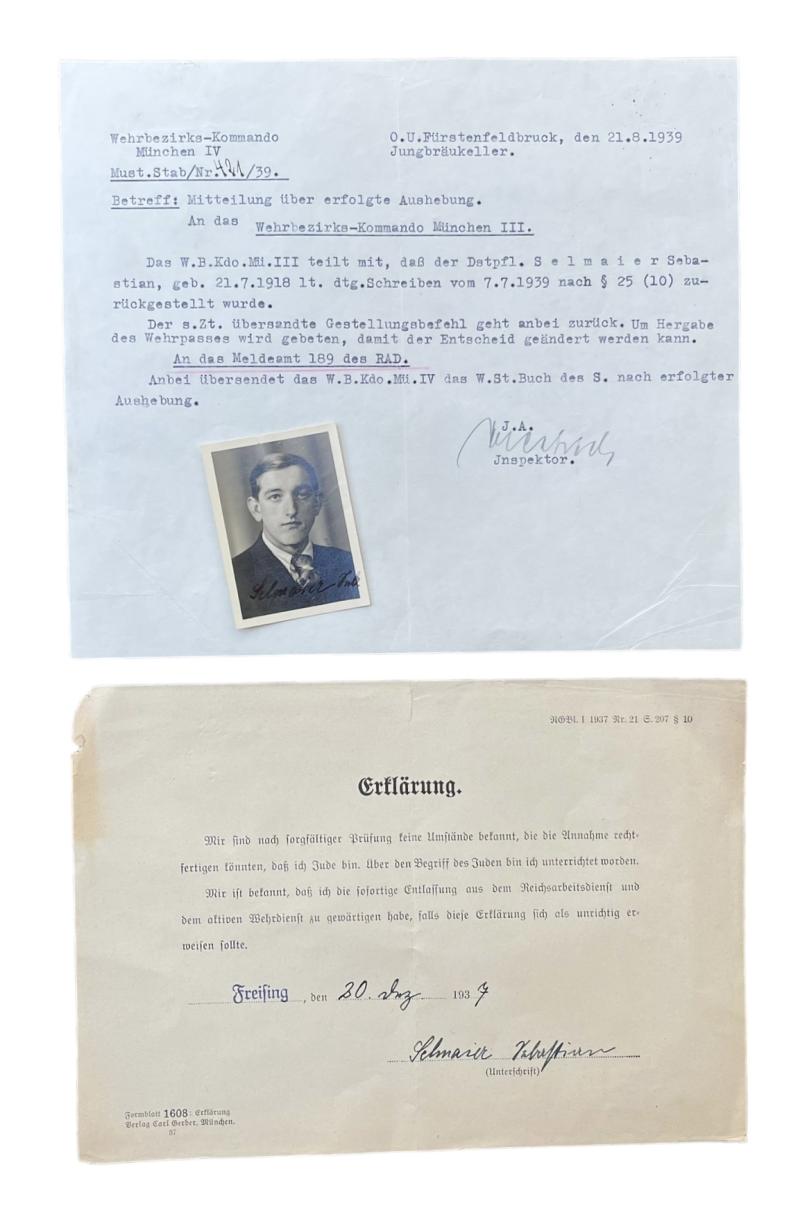 Wehrbezirks-Kommando
München IV
Must.Stab/Nr.421/39.
O.U.Fürstenfeldbruck, den 21.8.1939
Jungbräukeller.
Betreff: Mitteilung über erfolgte Aushebung.
An das Wehrbezirks-Kommando München III.
Das W.B.Kdo.Mü.III teilt mit, daß der Dstpfl. S e l m a i e r Seba-
stian, geb. 21.7.1918 lt. dtg.Schreiben vom 7.7.1939 nach § 25 (10) zu-
rückgestellt wurde.
Der s.Zt. übersandte Gestellungsbefehl geht anbei zurück. Um Hergabe
des Wehrpasses wird gebeten, damit der Entscheid geändert werden kann.
An das Meldeamt 189 des RAD.
Anbei übersendet das W.B.Kdo.Mü.IV das W.St.Buch des S. nach erfolgter
Aushebung.
J.A.
Jnspektor.
Selmaier
RGBl. I 1937 Nr. 21 S. 207 § 10
Erklärung.
Mir sind nach sorgfältiger Prüfung keine Umstände bekannt, die die Annahme recht-
fertigen könnten, daß ich Jude bin. Über den Begriff des Juden bin ich unterrichtet worden.
Mir ist bekannt, daß ich die sofortige Entlassung aus dem Reichsarbeitsdienst und
dem aktiven Wehrdienst zu gewärtigen habe, falls diese Erklärung sich als unrichtig er-
weisen sollte.
Freising, den 20. Dez 1937
Selmaier Sebastian
(Unterschrift)
Formblatt 1608: Erklärung
Verlag Carl Gerber, München.
37